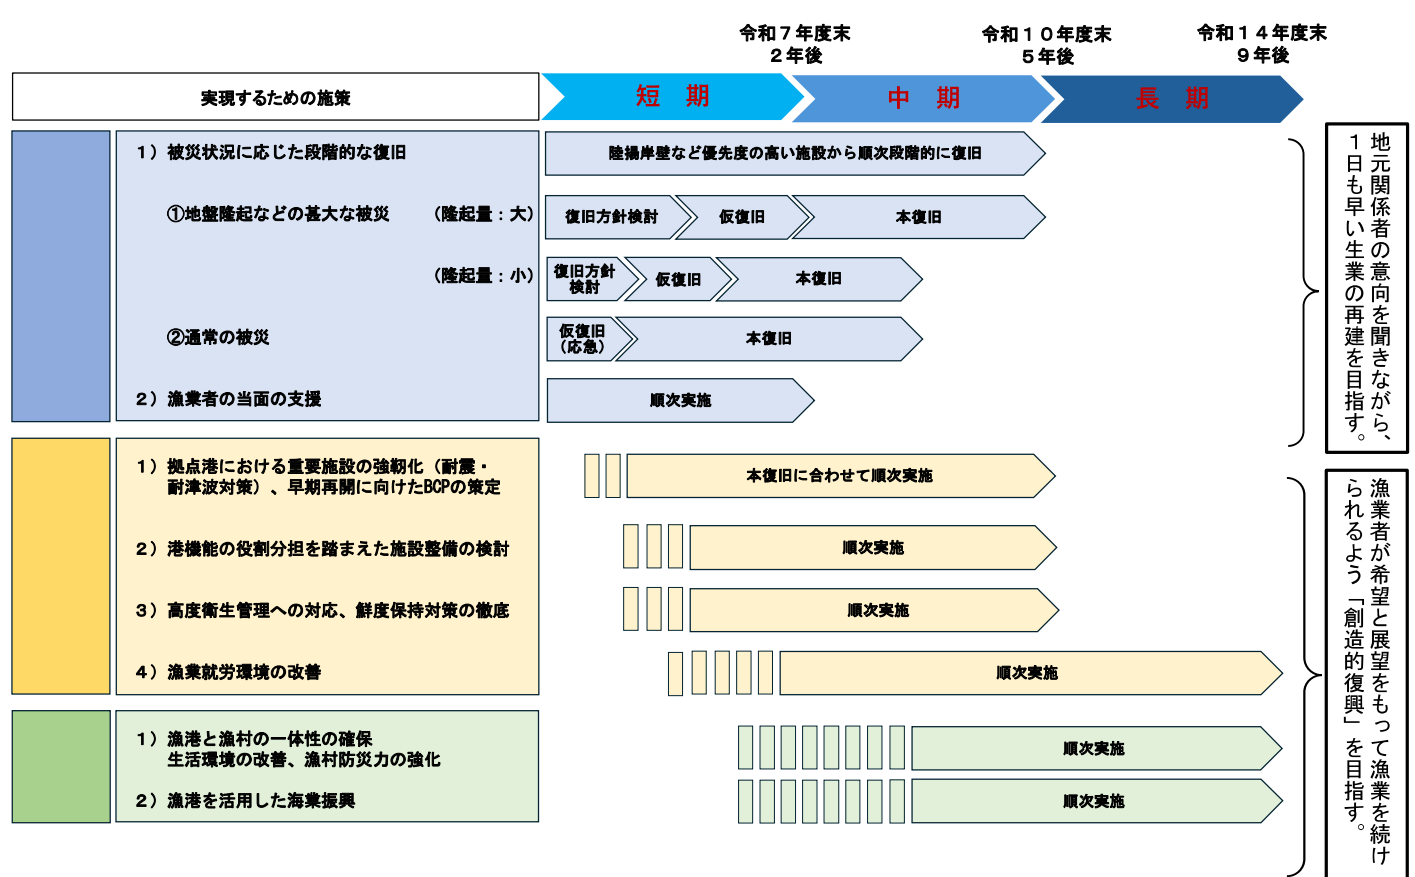 令和７年度末
２年後
令和１０年度末
５年後
令和１４年度末
９年後
実現するための施策
短　期
中　期
長　期
１）被災状況に応じた段階的な復旧
陸揚岸壁など優先度の高い施設から順次段階的に復旧
①地盤隆起などの甚大な被災　（隆起量：大）
復旧方針検討
仮復旧
本復旧
（隆起量：小）
復旧方針
検討
仮復旧
本復旧
②通常の被災
仮復旧
（応急）
本復旧
２）漁業者の当面の支援
順次実施
地元関係者の意向を聞きながら、
１日も早い生業の再建を目指す。
１）拠点港における重要施設の強靭化（耐震・
耐津波対策）、早期再開に向けたBCPの策定
本復旧に合わせて順次実施
２）港機能の役割分担を踏まえた施設整備の検討
順次実施
３）高度衛生管理への対応、鮮度保持対策の徹底
順次実施
４）漁業就労環境の改善
順次実施
１）漁港と漁村の一体性の確保
生活環境の改善、漁村防災力の強化
順次実施
２）漁港を活用した海業振興
順次実施
漁業者が希望と展望をもって漁業を続け
られるよう「創造的復興」を目指す。